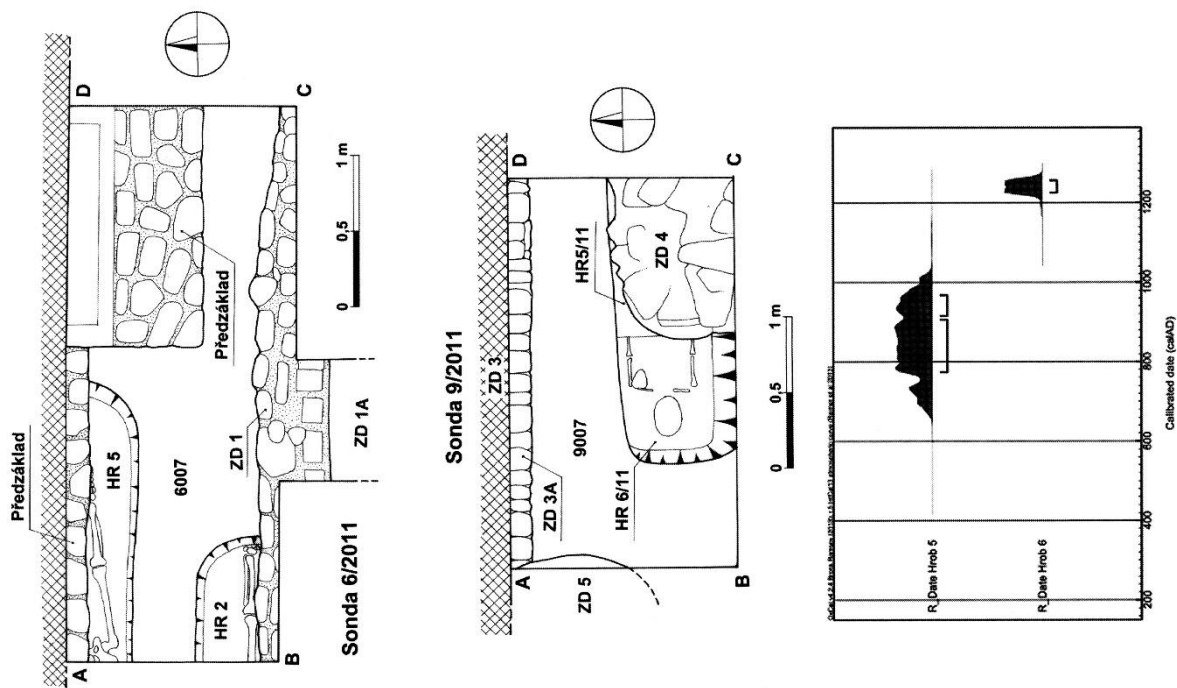 Předzáklad
A
HR 5
6007
HR 2
B
ZD 1
Předzáklad
ZD 1A
D
C
0
0,5
1 m
Sonda 6/2011
Sonda 9/2011
A
ZD 3
D
ZD 3A
9007
HR5/11
ZD 5
HR 6/11
ZD 4
B
C
0
0,5
1 m
R_Date Hrob 5
R_Date Hrob 6
200
400
600
800
1000
1200
Calibrated date (calAD)